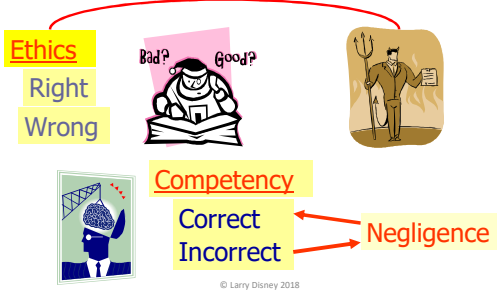 Ethics
Right
Wrong
Bad?
Good?
Competency
Correct
Incorrect
Negligence
© Larry Disney 2018